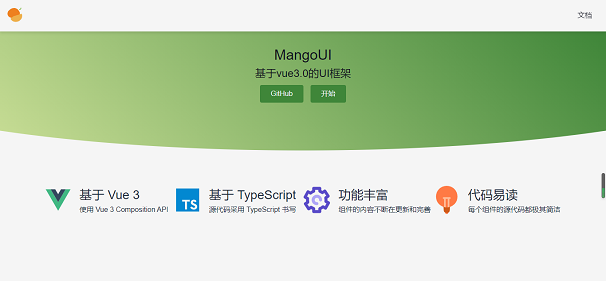 文档
MangoUI
基于vue3.0的UI框架
GitHub 开始
基于 Vue 3
使用 Vue 3 Composition API
TS
基于 TypeScript
源代码采用 TypeScript 书写
功能丰富
组件的内容不断在更新和完善
代码易读
每个组件的源代码都极其简洁